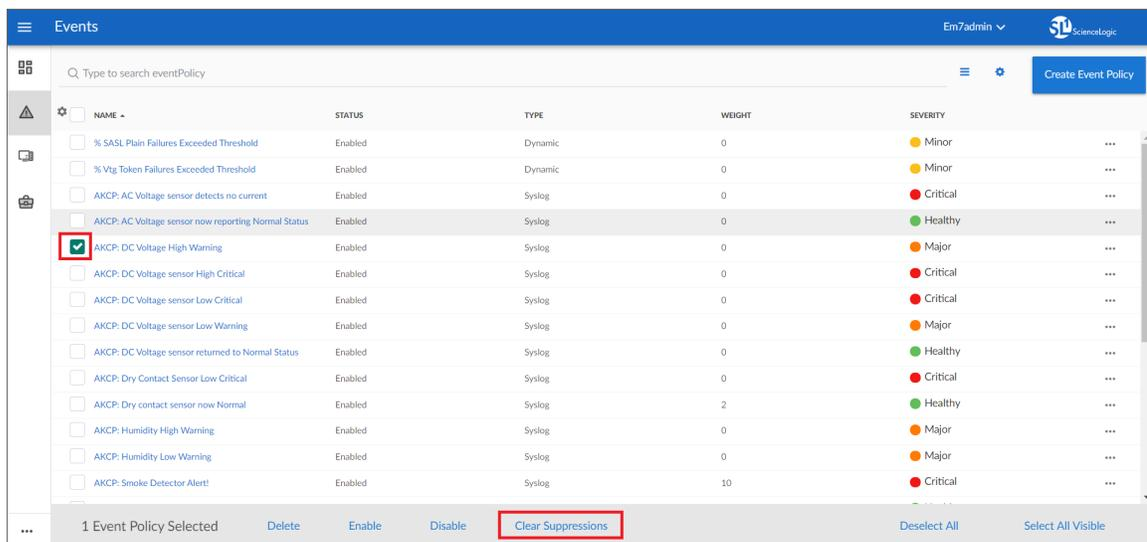 Events Em7admin SL1 ScienceLogic
Type to search eventPolicy Create Event Policy
NAME STATUS TYPE WEIGHT SEVERITY
% SASL Plain Failures Exceeded Threshold Enabled Dynamic 0 Minor
% Vtg Token Failures Exceeded Threshold Enabled Dynamic 0 Minor
AKCP: AC Voltage sensor detects no current Enabled Syslog 0 Critical
AKCP: AC Voltage sensor now reporting Normal Status Enabled Syslog 0 Healthy
AKCP: DC Voltage High Warning Enabled Syslog 0 Major
AKCP: DC Voltage sensor High Critical Enabled Syslog 0 Critical
AKCP: DC Voltage sensor Low Critical Enabled Syslog 0 Critical
AKCP: DC Voltage sensor Low Warning Enabled Syslog 0 Major
AKCP: DC Voltage sensor returned to Normal Status Enabled Syslog 0 Healthy
AKCP: Dry Contact Sensor Low Critical Enabled Syslog 0 Critical
AKCP: Dry contact sensor now Normal Enabled Syslog 2 Healthy
AKCP: Humidity High Warning Enabled Syslog 0 Major
AKCP: Humidity Low Warning Enabled Syslog 0 Major
AKCP: Smoke Detector Alert! Enabled Syslog 10 Critical
1 Event Policy Selected Delete Enable Disable Clear Suppressions Deselect All Select All Visible